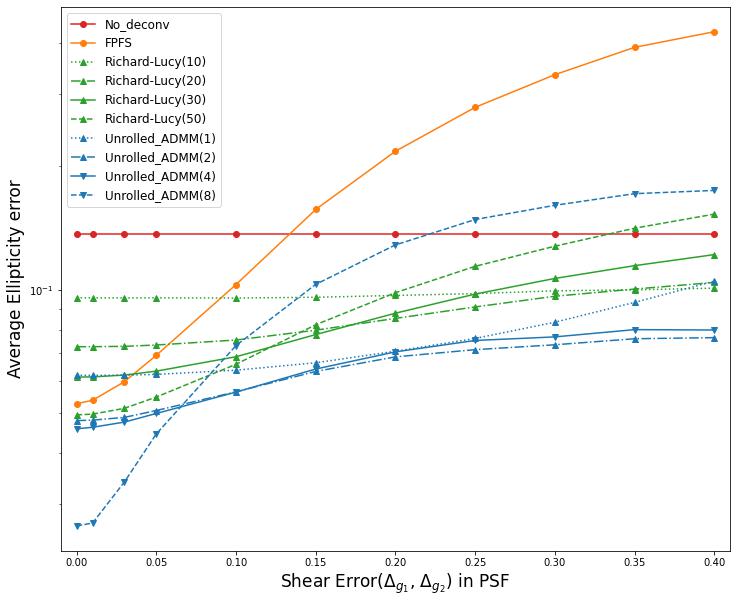 No_deconv
FPFS
Richard-Lucy(10)
Richard-Lucy(20)
Richard-Lucy(30)
Richard-Lucy(50)
Unrolled_ADMM(1)
Unrolled_ADMM(2)
Unrolled_ADMM(4)
Unrolled_ADMM(8)
Average Ellipticity error
10⁻¹
0.00 0.05 0.10 0.15 0.20 0.25 0.30 0.35 0.40
Shear Error(Δg₁, Δg₂) in PSF